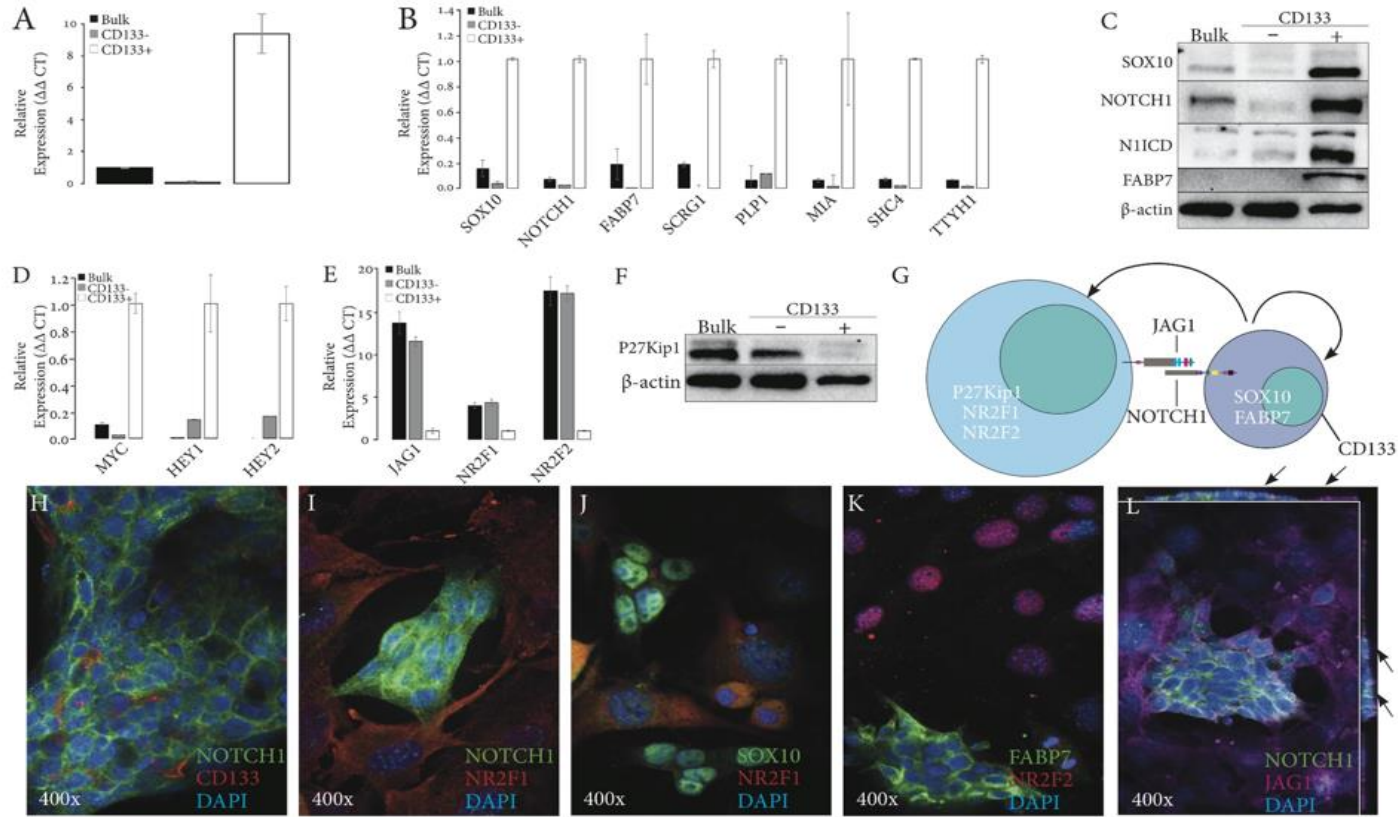 A
Bulk
CD133-
CD133+
Relative
Expression (ΔΔ CT)
10
8
6
4
2
0
B
Bulk
CD133-
CD133+
Relative
Expression (ΔΔ CT)
1.4
1.2
1.0
0.8
0.6
0.4
0.2
0.0
SOX10
NOTCH1
FABP7
SCRG1
PLP1
MIA
SHC4
TTYH1
C
CD133
Bulk − +
SOX10
NOTCH1
N1ICD
FABP7
β-actin
D
Bulk
CD133-
CD133+
Relative
Expression (ΔΔ CT)
1.2
1.0
0.8
0.6
0.4
0.2
0.0
MYC
HEY1
HEY2
E
Bulk
CD133-
CD133+
Relative
Expression (ΔΔ CT)
20
15
10
5
0
JAG1
NR2F1
NR2F2
F
CD133
Bulk − +
P27Kip1
β-actin
G
JAG1
NOTCH1
P27Kip1
NR2F1
NR2F2
SOX10
FABP7
CD133
H
NOTCH1
CD133
DAPI
400x
I
NOTCH1
NR2F1
DAPI
400x
J
SOX10
NR2F1
DAPI
400x
K
FABP7
NR2F2
DAPI
400x
L
NOTCH1
JAG1
DAPI
400x